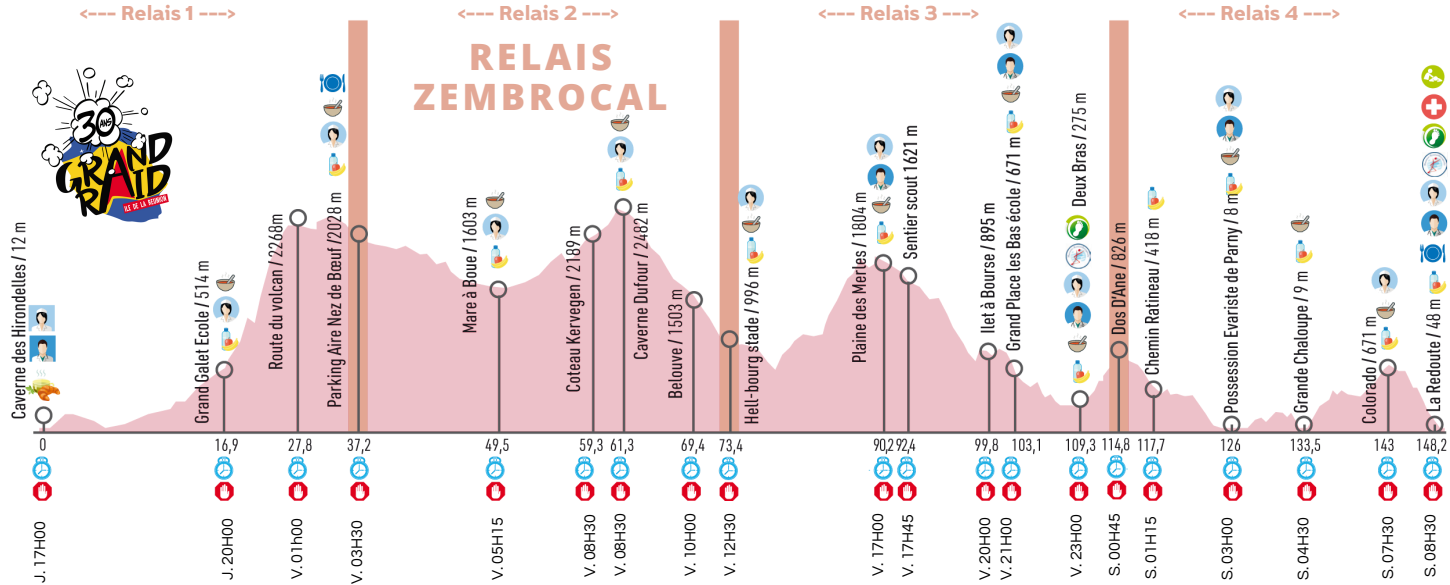 <--- Relais 1 --->
<--- Relais 2 --->
<--- Relais 3 --->
<--- Relais 4 --->
RELAIS
ZEMBROCAL
30
ANS
GRAND
RAID
ILE DE LA REUNION
Caverne des Hirondelles / 12 m
Grand Galet Ecole / 514 m
Route du volcan / 2268m
Parking Aire Nez de Bœuf /2028 m
Mare à Boue / 1603 m
Coteau Kervegen / 2189 m
Caverne Dufour / 2482 m
Belouve / 1503 m
Hell-bourg stade / 996 m
Plaine des Merles / 1804 m
Sentier scout 1621 m
Ilet à Bourse / 895 m
Grand Place les Bas école / 671 m
Deux Bras / 275 m
Dos D'Ane / 826 m
Chemin Ratineau / 418 m
Possession Evariste de Parny / 8 m
Grande Chaloupe / 9 m
Colorado / 671 m
La Redoute / 48 m
0
16,9
27,8
37,2
49,5
59,3
61,3
69,4
73,4
90,2
92,4
99,8
103,1
109,3
114,8
117,7
126
133,5
143
148,2
J. 17H00
J. 20H00
V. 01h00
V. 03H30
V. 05H15
V. 08H30
V. 08H30
V. 10H00
V. 12H30
V. 17H00
V. 17H45
V. 20H00
V. 21H00
V. 23H00
S. 00H45
S. 01H15
S. 03H00
S. 04H30
S. 07H30
S. 08H30